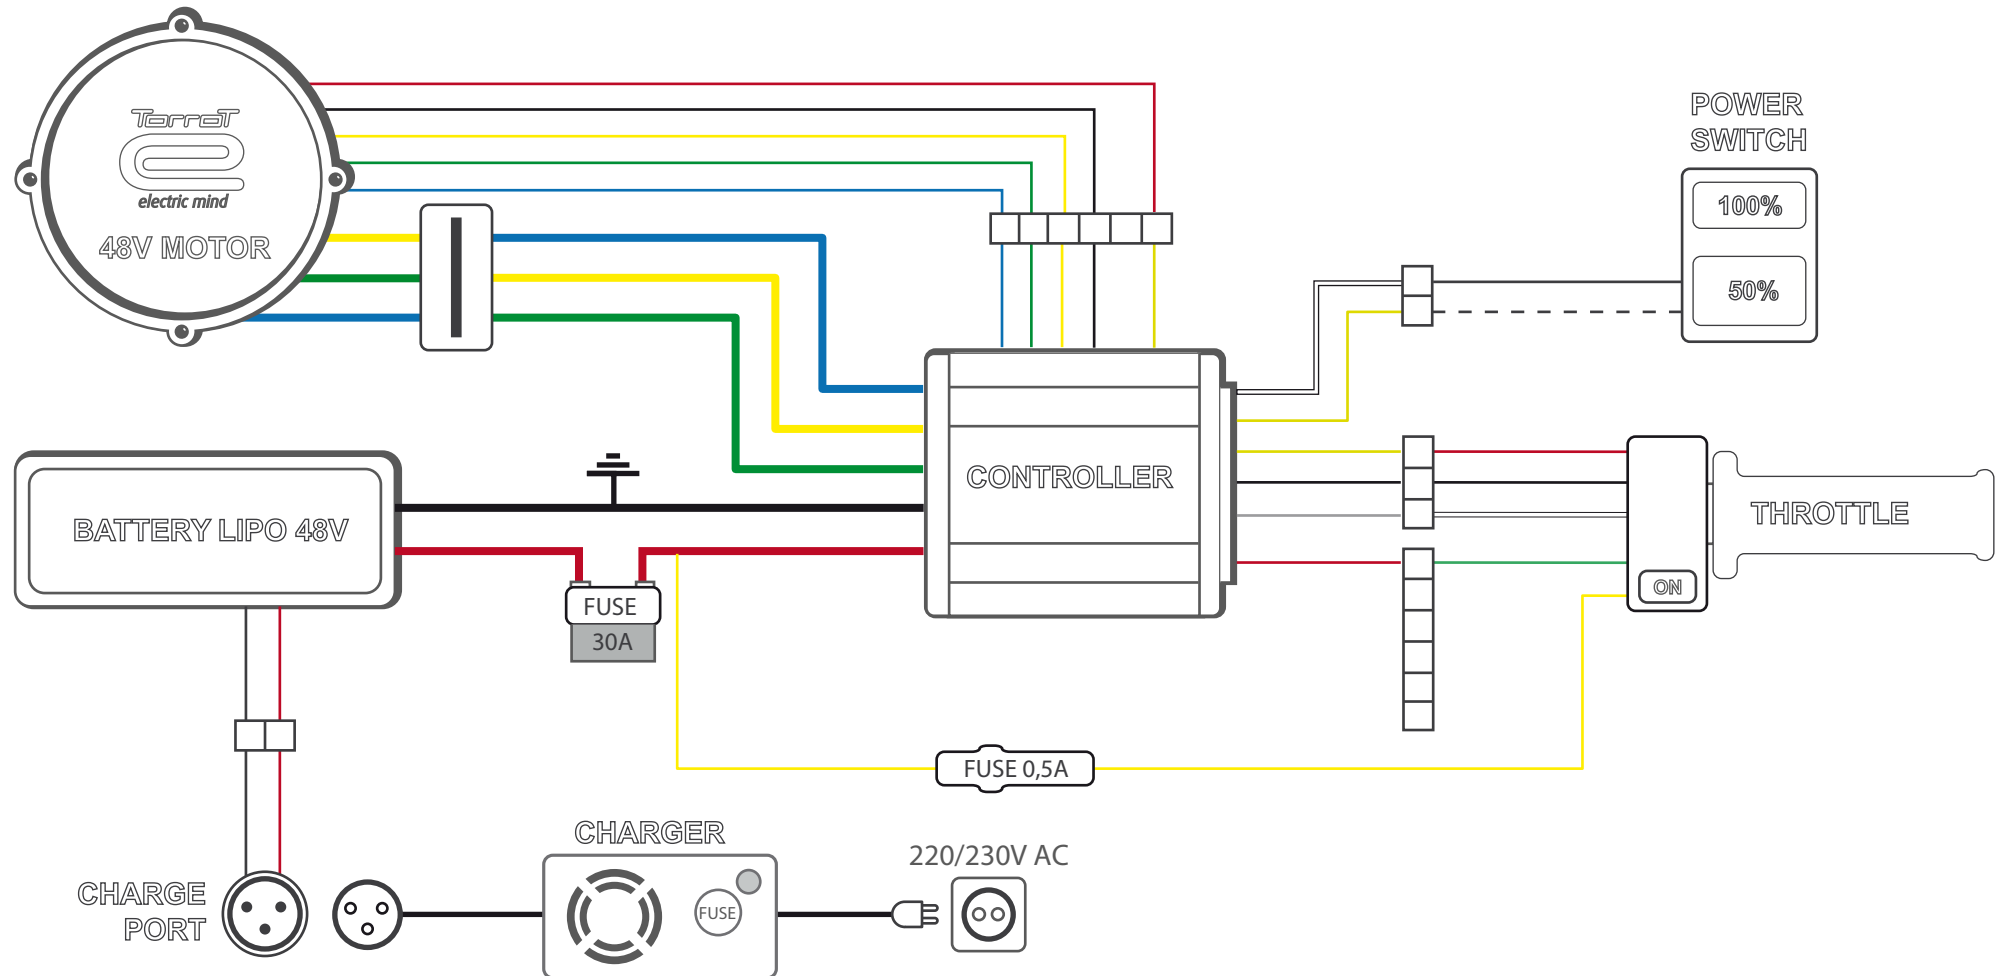 TorroT
electric mind
48V MOTOR
POWER
SWITCH
100%
50%
CONTROLLER
BATTERY LIPO 48V
FUSE
30A
THROTTLE
ON
FUSE 0,5A
CHARGER
FUSE
220/230V AC
CHARGE
PORT